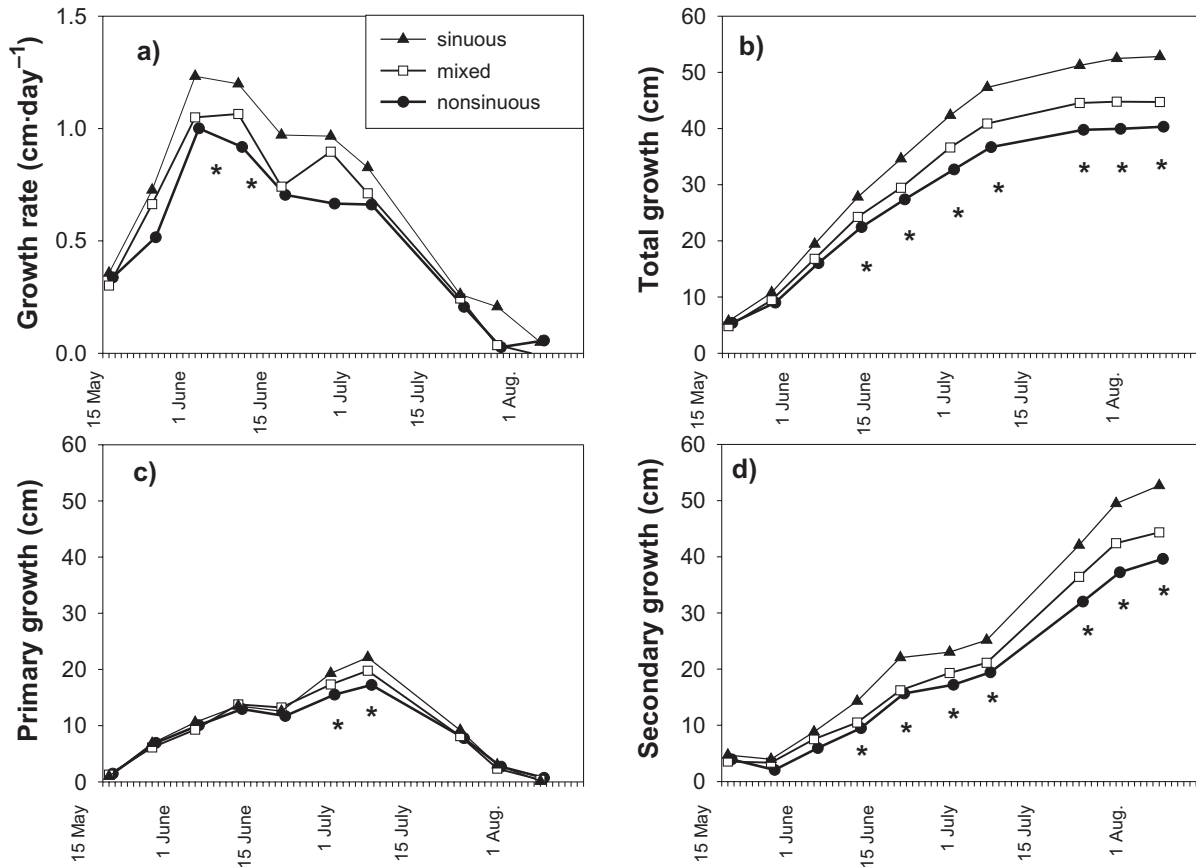 a)
Growth rate (cm·day⁻¹)
1.5
1.0
0.5
0.0
sinuous
mixed
nonsinuous
*
*
15 May
1 June
15 June
1 July
15 July
1 Aug.
b)
Total growth (cm)
60
50
40
30
20
10
0
*
*
*
*
*
*
*
15 May
1 June
15 June
1 July
15 July
1 Aug.
c)
Primary growth (cm)
60
50
40
30
20
10
0
*
*
15 May
1 June
15 June
1 July
15 July
1 Aug.
d)
Secondary growth (cm)
60
50
40
30
20
10
0
*
*
*
*
*
*
*
15 May
1 June
15 June
1 July
15 July
1 Aug.